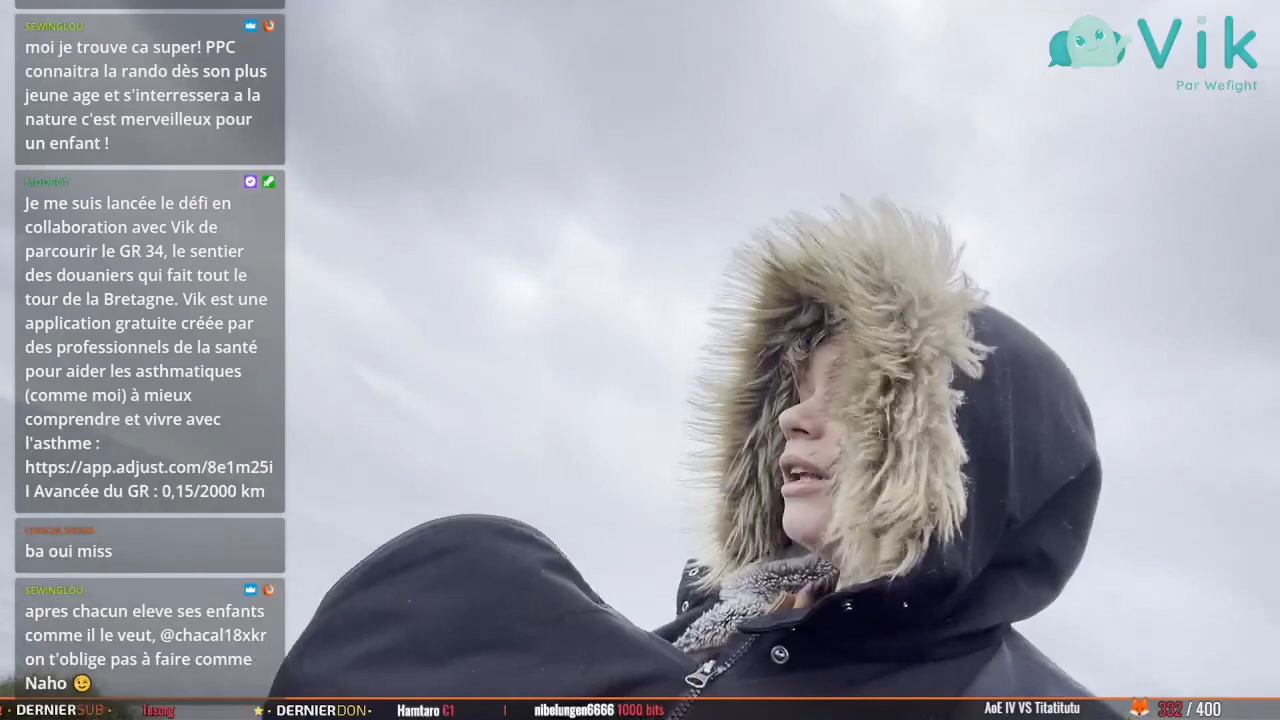 SEWINGLOU
moi je trouve ca super! PPC
connaitra la rando dès son plus
jeune age et s'interressera a la
nature c'est merveilleux pour
un enfant !
MOOBOT
Je me suis lancée le défi en
collaboration avec Vik de
parcourir le GR 34, le sentier
des douaniers qui fait tout le
tour de la Bretagne. Vik est une
application gratuite créée par
des professionnels de la santé
pour aider les asthmatiques
(comme moi) à mieux
comprendre et vivre avec
l'asthme :
https://app.adjust.com/8e1m25i
I Avancée du GR : 0,15/2000 km
ba oui miss
SEWINGLOU
apres chacun eleve ses enfants
comme il le veut, @chacal18xkr
on t'oblige pas à faire comme
Naho 😉
Vik
Par Wefight
· DERNIERSUB · ⭐· DERNIERDON· Hamtaro €1 | nibelungen6666 1000 bits AoE IV VS Titatitutu 332 / 400